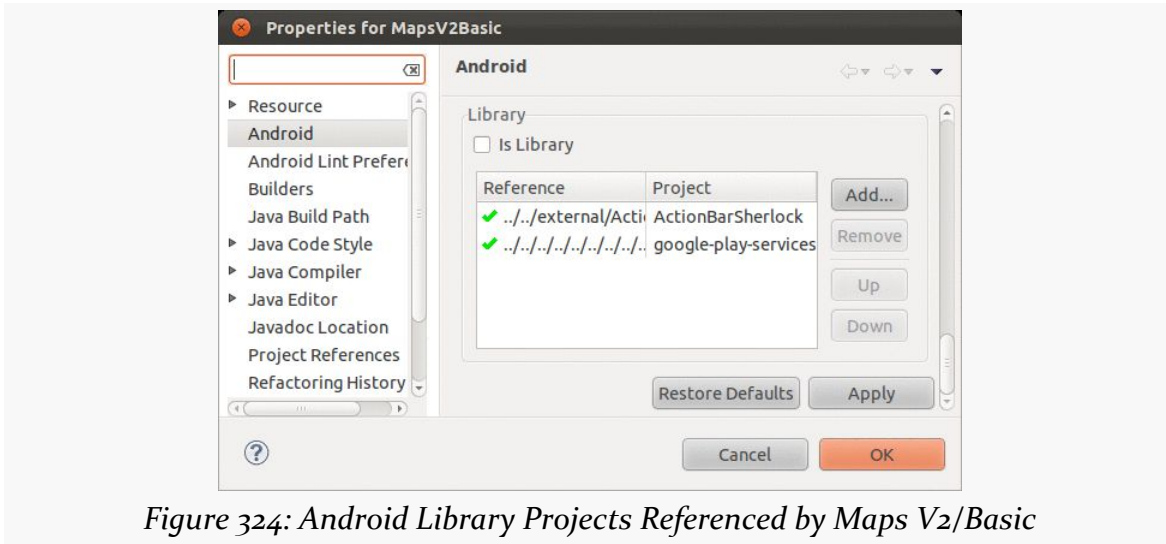 Properties for MapsV2Basic
Android
Resource
Android
Android Lint Prefere
Builders
Java Build Path
Java Code Style
Java Compiler
Java Editor
Javadoc Location
Project References
Refactoring History
Library
Is Library
Reference Project
../../external/Actic ActionBarSherlock
../../../../../../../../.. google-play-services
Add...
Remove
Up
Down
Restore Defaults Apply
? Cancel OK
Figure 324: Android Library Projects Referenced by Maps V2/Basic